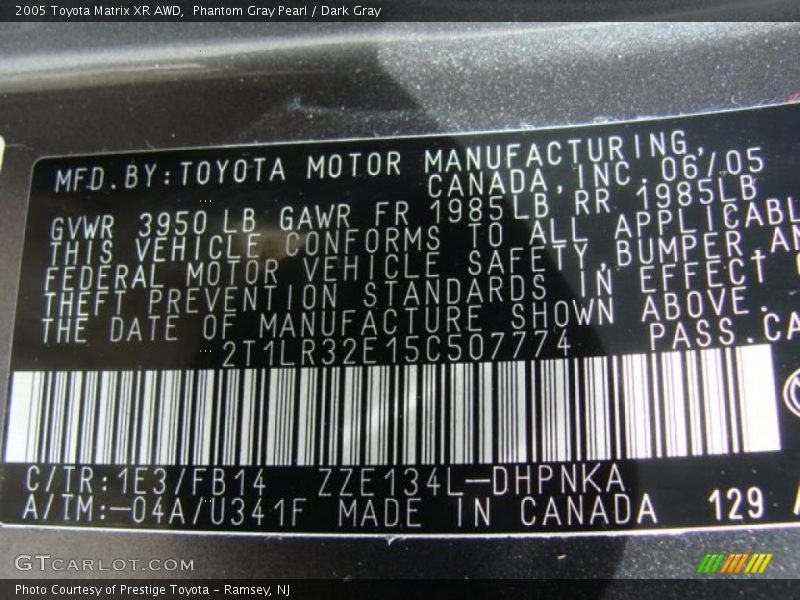 2005 Toyota Matrix XR AWD,  Phantom Gray Pearl / Dark Gray
MFD.BY:TOYOTA MOTOR MANUFACTURING,
CANADA,INC.06/05
GVWR 3950 LB GAWR FR 1985LB,RR 1985LB
THIS VEHICLE CONFORMS TO ALL APPLICABL
FEDERAL MOTOR VEHICLE SAFETY,BUMPER,AN
THEFT PREVENTION STANDARDS IN EFFECT
THE DATE OF MANUFACTURE SHOWN ABOVE.
2T1LR32E15C507774 PASS.CA
C/TR:1E3/FB14 ZZE134L-DHPNKA
A/TM:-04A/U341F MADE IN CANADA 129
GTCARLOT.COM
Photo Courtesy of Prestige Toyota - Ramsey, NJ